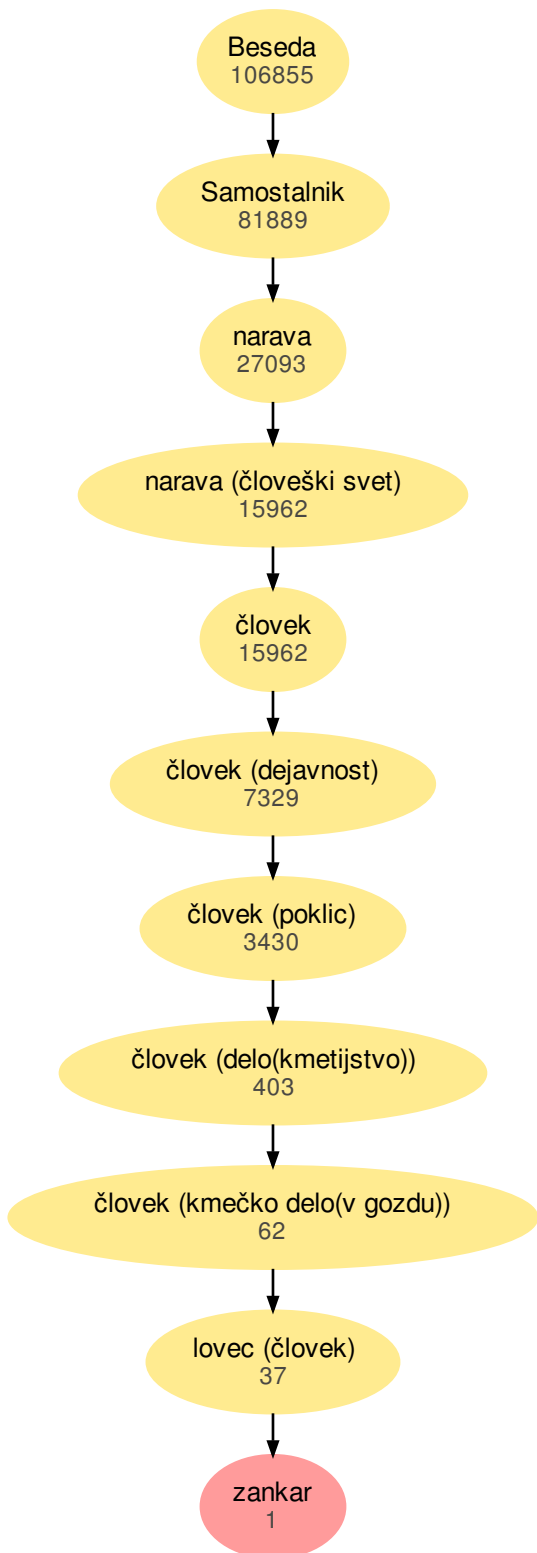 Beseda
106855
Samostalnik
81889
narava
27093
narava (človeški svet)
15962
človek
15962
človek (dejavnost)
7329
človek (poklic)
3430
človek (delo(kmetijstvo))
403
človek (kmečko delo(v gozdu))
62
lovec (človek)
37
zankar
1